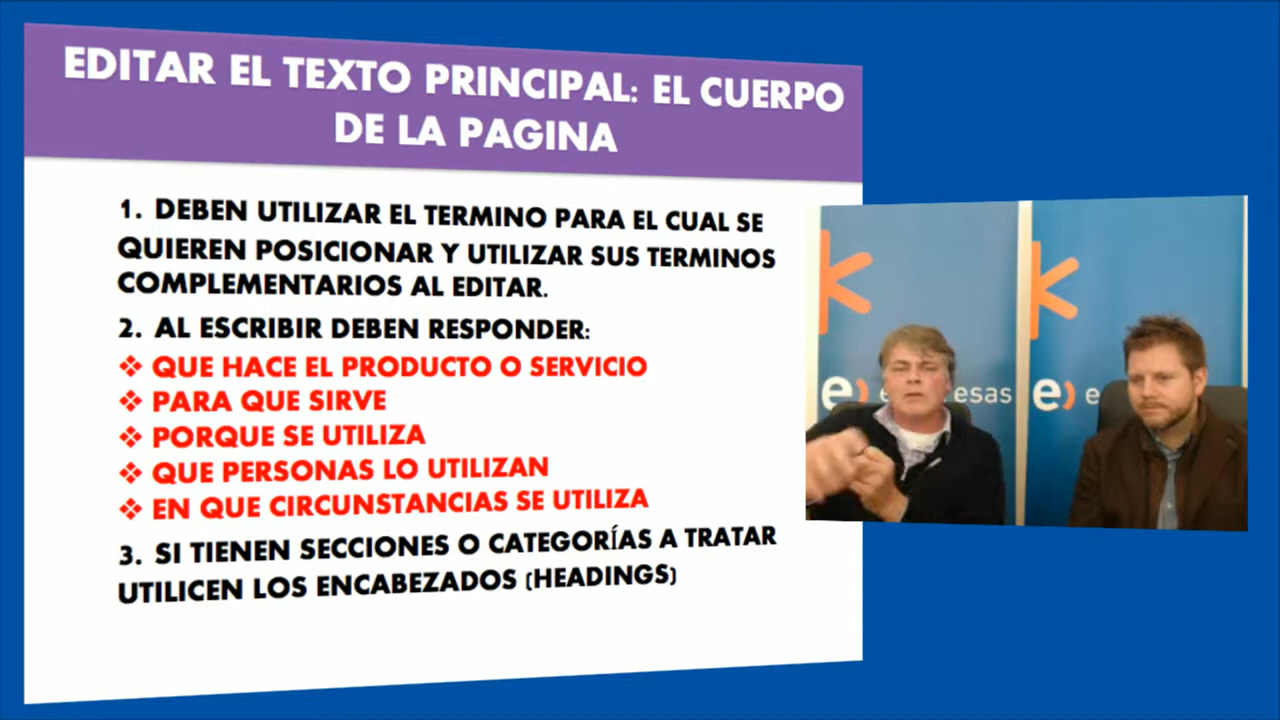 EDITAR EL TEXTO PRINCIPAL: EL CUERPO
DE LA PAGINA
1. DEBEN UTILIZAR EL TERMINO PARA EL CUAL SE
QUIEREN POSICIONAR Y UTILIZAR SUS TERMINOS
COMPLEMENTARIOS AL EDITAR.
2. AL ESCRIBIR DEBEN RESPONDER:
❖ QUE HACE EL PRODUCTO O SERVICIO
❖ PARA QUE SIRVE
❖ PORQUE SE UTILIZA
❖ QUE PERSONAS LO UTILIZAN
❖ EN QUE CIRCUNSTANCIAS SE UTILIZA
3. SI TIENEN SECCIONES O CATEGORÍAS A TRATAR
UTILICEN LOS ENCABEZADOS (HEADINGS)
e) e esas
e) e